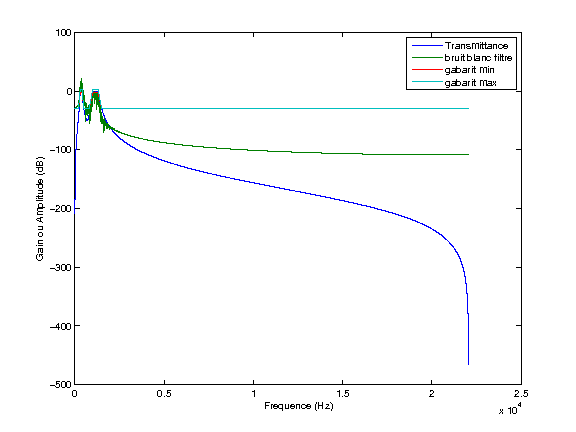 100
0
−100
−200
−300
−400
−500
Gain ou Amplitude (dB)
Transmittance
bruit blanc filtre
gabarit Min
gabarit Max
0
0.5
1
1.5
2
2.5
Frequence (Hz)
x 10^4